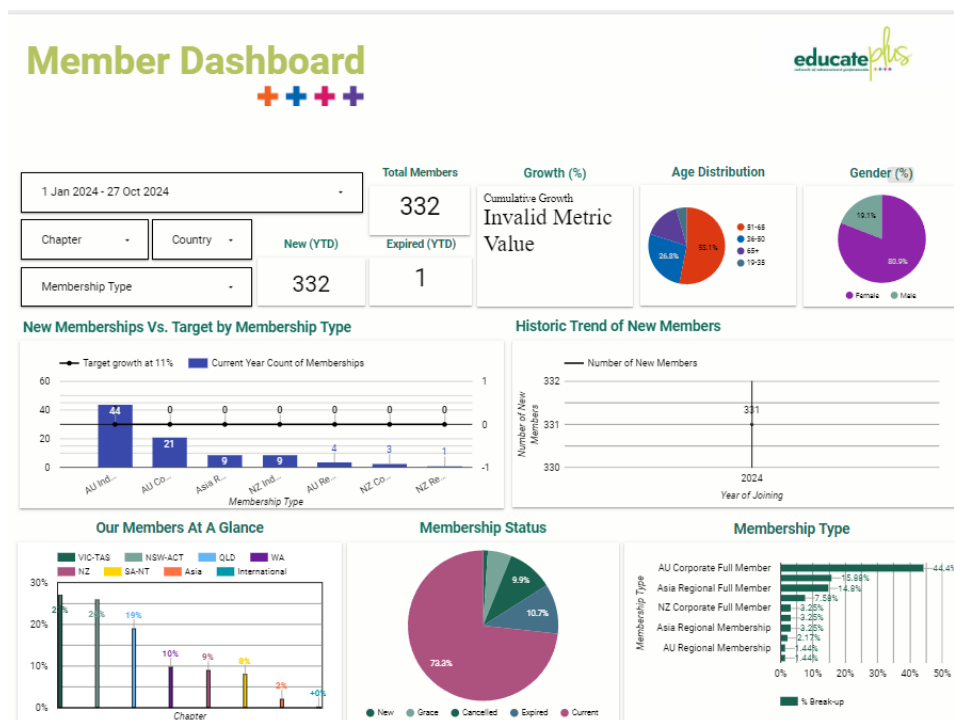 Member Dashboard
educateplus
1 Jan 2024 - 27 Oct 2024
Chapter
Country
Membership Type
Total Members
332
New (YTD)
332
Expired (YTD)
1
Growth (%)
Cumulative Growth
Invalid Metric
Value
Age Distribution
53.1%
26.8%
51-65
36-50
65+
19-35
Gender (%)
19.1%
80.9%
Female
Male
New Memberships Vs. Target by Membership Type
Target growth at 11%
Current Year Count of Memberships
60
40
20
0
1
0
-1
44
21
9
9
4
3
1
0
0
0
0
0
0
AU Ind...
AU Co...
Asia R...
NZ Ind...
AU Re...
NZ Co...
NZ Re...
Membership Type
Historic Trend of New Members
Number of New Members
Number of New
Members
332
331
330
331
2024
Year of Joining
Our Members At A Glance
VIC-TAS
NSW-ACT
QLD
WA
NZ
SA-NT
Asia
International
30%
20%
10%
0%
19%
10%
9%
8%
2%
Chapter
Membership Status
9.9%
10.7%
73.3%
New
Grace
Cancelled
Expired
Current
Membership Type
Membership Type
AU Corporate Full Member
Asia Regional Full Member
NZ Corporate Full Member
Asia Regional Membership
AU Regional Membership
44.4%
15.88%
14.8%
7.58%
3.25%
3.25%
3.25%
2.17%
1.44%
1.44%
0%
10%
20%
30%
40%
50%
% Break-up